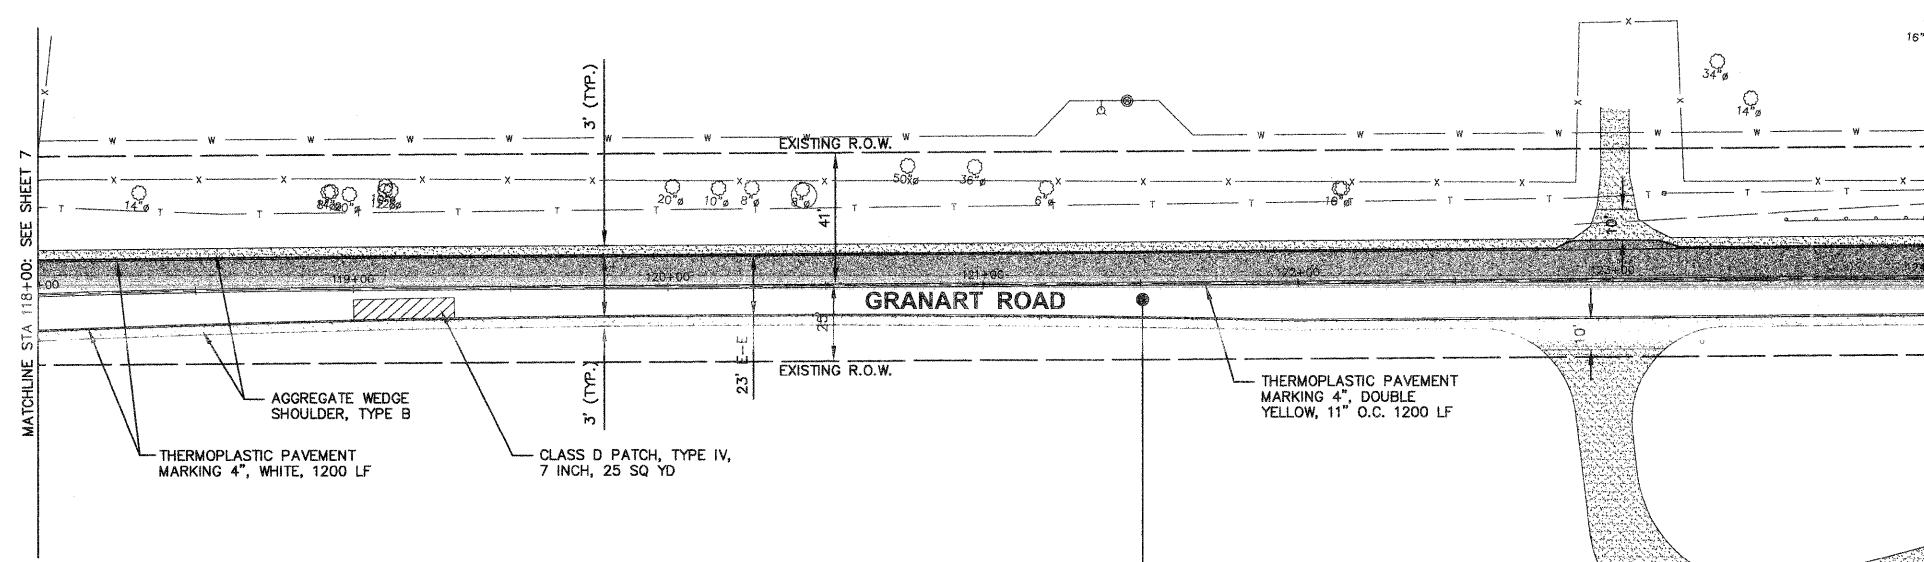 16"
34"ø
14"ø
3' (TYP.)
W W W W W W W W W W W W W W W W
EXISTING R.O.W.
MATCHLINE STA 118+00: SEE SHEET 7
X X X X X X X X X X X X X
50"ø
36"ø
14"ø
20"ø
10"ø
8"ø
6"ø
6"ø
16"ø
T T T T T T T T T T T T T T
41'
10'
+00
119+00
120+00
121+00
122+00
123+00
GRANART ROAD
25'
10'
23' E-E
EXISTING R.O.W.
3' (TYP.)
AGGREGATE WEDGE
SHOULDER, TYPE B
THERMOPLASTIC PAVEMENT
MARKING 4", DOUBLE
YELLOW, 11" O.C. 1200 LF
THERMOPLASTIC PAVEMENT
MARKING 4", WHITE, 1200 LF
CLASS D PATCH, TYPE IV,
7 INCH, 25 SQ YD